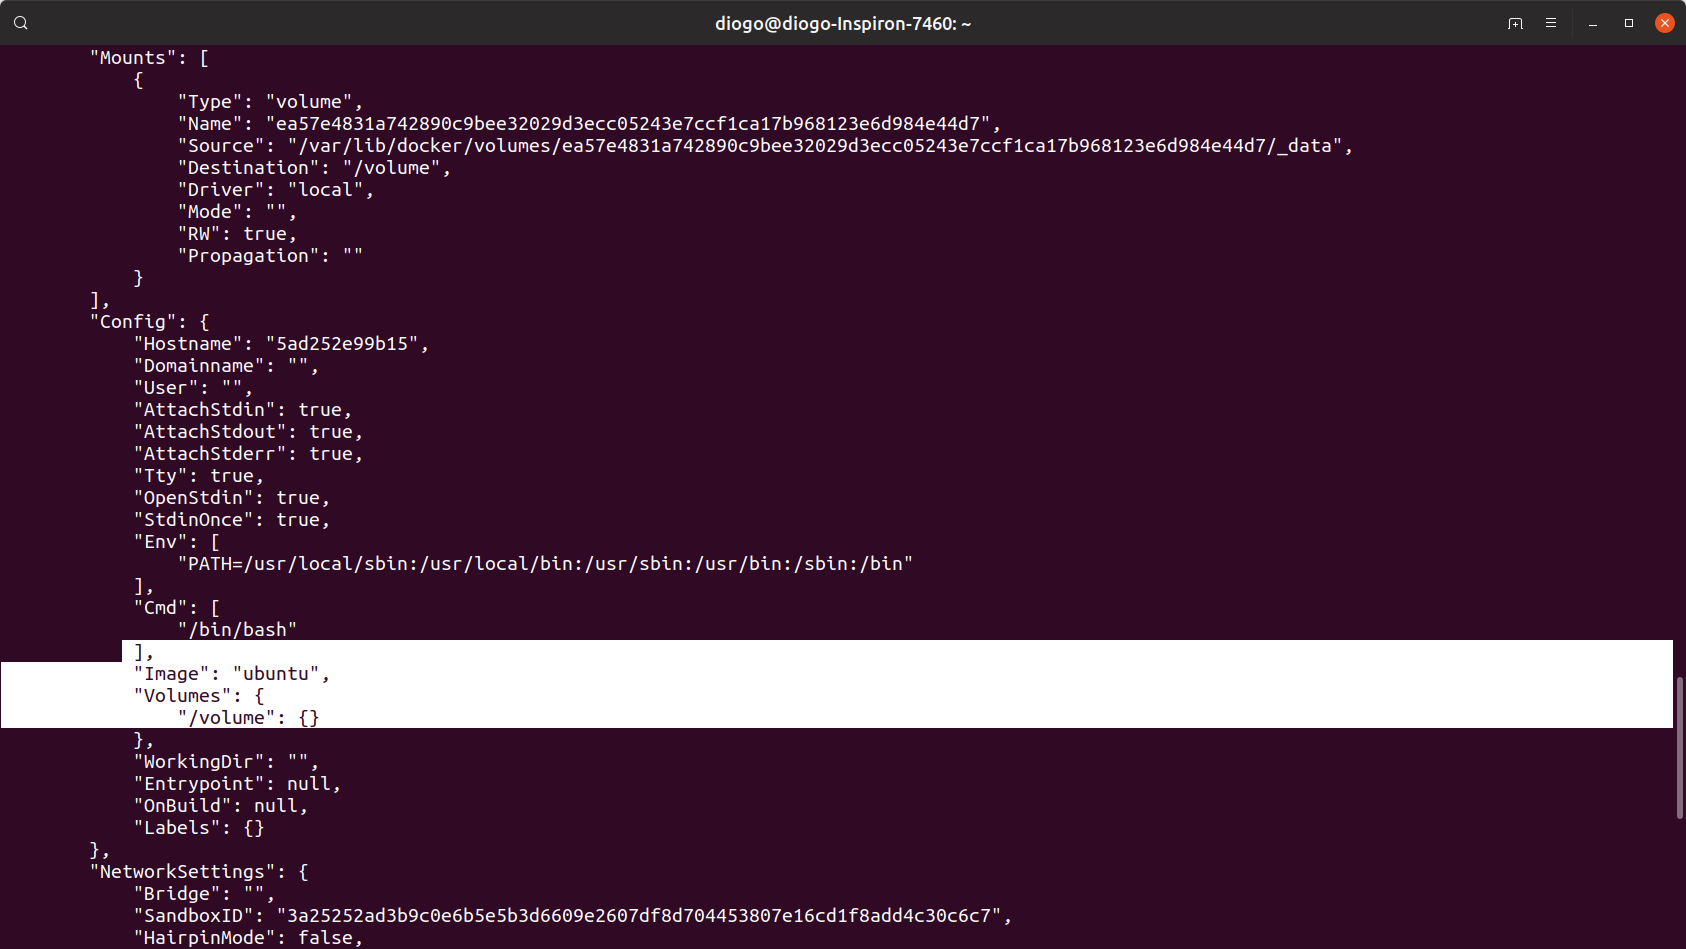 diogo@diogo-Inspiron-7460: ~
"Mounts": [
{
"Type": "volume",
"Name": "ea57e4831a742890c9bee32029d3ecc05243e7ccf1ca17b968123e6d984e44d7",
"Source": "/var/lib/docker/volumes/ea57e4831a742890c9bee32029d3ecc05243e7ccf1ca17b968123e6d984e44d7/_data",
"Destination": "/volume",
"Driver": "local",
"Mode": "",
"RW": true,
"Propagation": ""
}
],
"Config": {
"Hostname": "5ad252e99b15",
"Domainname": "",
"User": "",
"AttachStdin": true,
"AttachStdout": true,
"AttachStderr": true,
"Tty": true,
"OpenStdin": true,
"StdinOnce": true,
"Env": [
"PATH=/usr/local/sbin:/usr/local/bin:/usr/sbin:/usr/bin:/sbin:/bin"
],
"Cmd": [
"/bin/bash"
],
"Image": "ubuntu",
"Volumes": {
"/volume": {}
},
"WorkingDir": "",
"Entrypoint": null,
"OnBuild": null,
"Labels": {}
},
"NetworkSettings": {
"Bridge": "",
"SandboxID": "3a25252ad3b9c0e6b5e5b3d6609e2607df8d704453807e16cd1f8add4c30c6c7",
"HairpinMode": false,